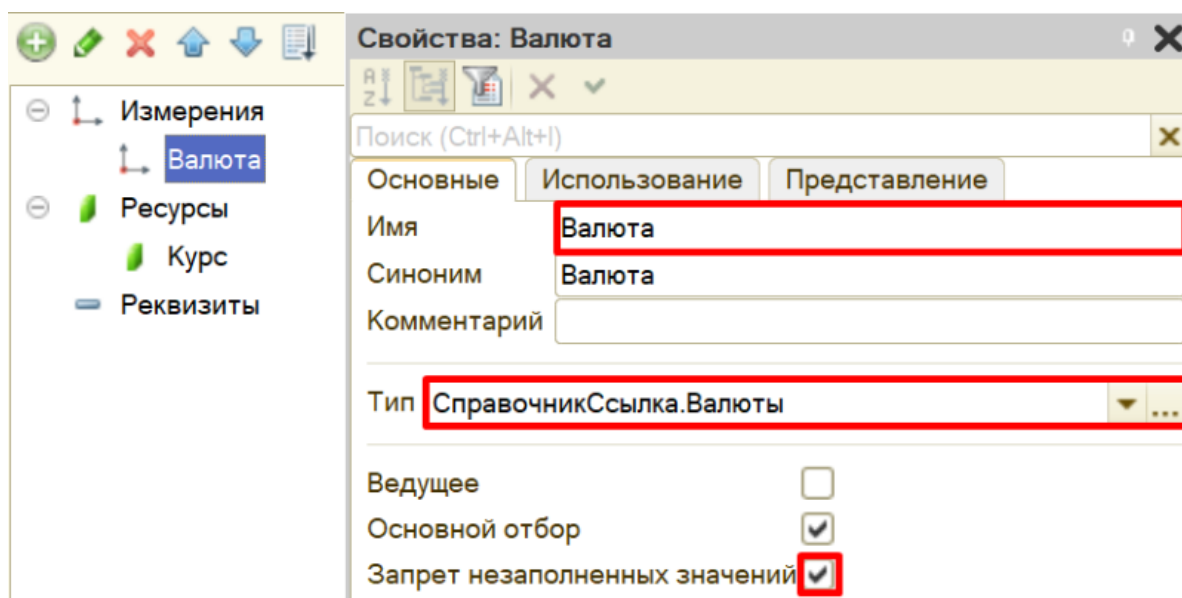 Свойства: Валюта
Измерения
Валюта
Ресурсы
Курс
Реквизиты
Поиск (Ctrl+Alt+I)
Основные Использование Представление
Имя Валюта
Синоним Валюта
Комментарий
Тип СправочникСсылка.Валюты ...
Ведущее
Основной отбор
Запрет незаполненных значений